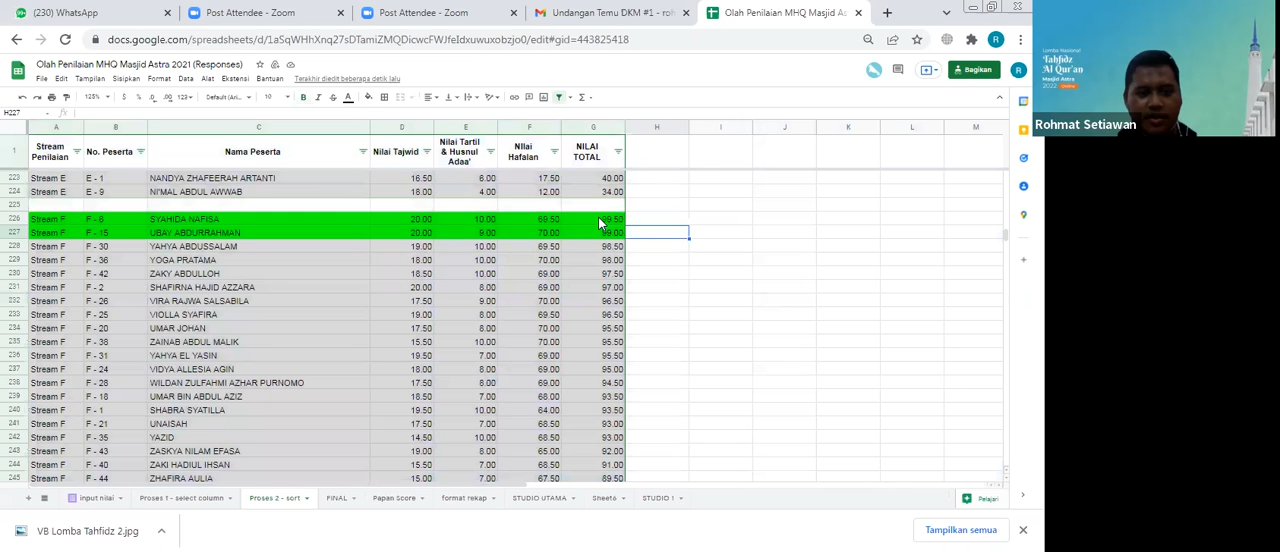 (230) WhatsApp
Post Attendee - Zoom
Post Attendee - Zoom
Undangan Temu DKM #1 - roh
Olah Penilaian MHQ Masjid As
docs.google.com/spreadsheets/d/1aSqWHhXnq27sDTamiZMQDicwcFWJfeIdxuwuxobzjo0/edit#gid=443825418
Olah Penilaian MHQ Masjid Astra 2021 (Responses)
File Edit Tampilan Sisipkan Format Data Alat Ekstensi Bantuan Terakhir diedit beberapa detik lalu
Bagikan
R
125% $ % .0 .00 123 Default (Ari... 10 B I S A
H227 fx
A B C D E F G H I J K L M
1 Stream Penilaian No. Peserta Nama Peserta Nilai Tajwid Nilai Tartil & Husnul Adaa' NIlai Hafalan NILAI TOTAL
223 Stream E E - 1 NANDYA ZHAFEERAH ARTANTI 16.50 6.00 17.50 40.00
224 Stream E E - 9 NI'MAL ABDUL AWWAB 18.00 4.00 12.00 34.00
225
226 Stream F F - 6 SYAHIDA NAFISA 20.00 10.00 69.50 99.50
227 Stream F F - 15 UBAY ABDURRAHMAN 20.00 9.00 70.00 99.00
228 Stream F F - 30 YAHYA ABDUSSALAM 19.00 10.00 69.50 98.50
229 Stream F F - 36 YOGA PRATAMA 18.00 10.00 70.00 98.00
230 Stream F F - 42 ZAKY ABDULLOH 18.50 10.00 69.00 97.50
231 Stream F F - 2 SHAFIRNA HAJID AZZARA 20.00 8.00 69.00 97.00
232 Stream F F - 26 VIRA RAJWA SALSABILA 17.50 9.00 70.00 96.50
233 Stream F F - 25 VIOLLA SYAFIRA 19.00 8.00 69.50 96.50
234 Stream F F - 20 UMAR JOHAN 17.50 8.00 70.00 95.50
235 Stream F F - 38 ZAINAB ABDUL MALIK 15.50 10.00 70.00 95.50
236 Stream F F - 31 YAHYA EL YASIN 19.50 7.00 69.00 95.50
237 Stream F F - 24 VIDYA ALLESIA AGIN 18.00 8.00 69.00 95.00
238 Stream F F - 28 WILDAN ZULFAHMI AZHAR PURNOMO 17.50 8.00 69.00 94.50
239 Stream F F - 18 UMAR BIN ABDUL AZIZ 18.50 7.00 68.00 93.50
240 Stream F F - 1 SHABRA SYATILLA 19.50 10.00 64.00 93.50
241 Stream F F - 21 UNAISAH 17.50 7.00 68.50 93.00
242 Stream F F - 35 YAZID 14.50 10.00 68.50 93.00
243 Stream F F - 43 ZASKYA NILAM EFASA 19.00 8.00 65.00 92.00
244 Stream F F - 40 ZAKI HADIUL IHSAN 15.50 7.00 68.50 91.00
245 Stream F F - 44 ZHAFIRA AULIA 15.00 7.00 67.50 89.50
input nilai Proses 1 - select column Proses 2 - sort FINAL Papan Score format rekap STUDIO UTAMA Sheet6 STUDIO 1
Pelajari
VB Lomba Tahfidz 2.jpg
Tampilkan semua
Lomba Nasional
Tahfidz
Al Qur'an
Masjid Astra
2022 Online
Rohmat Setiawan